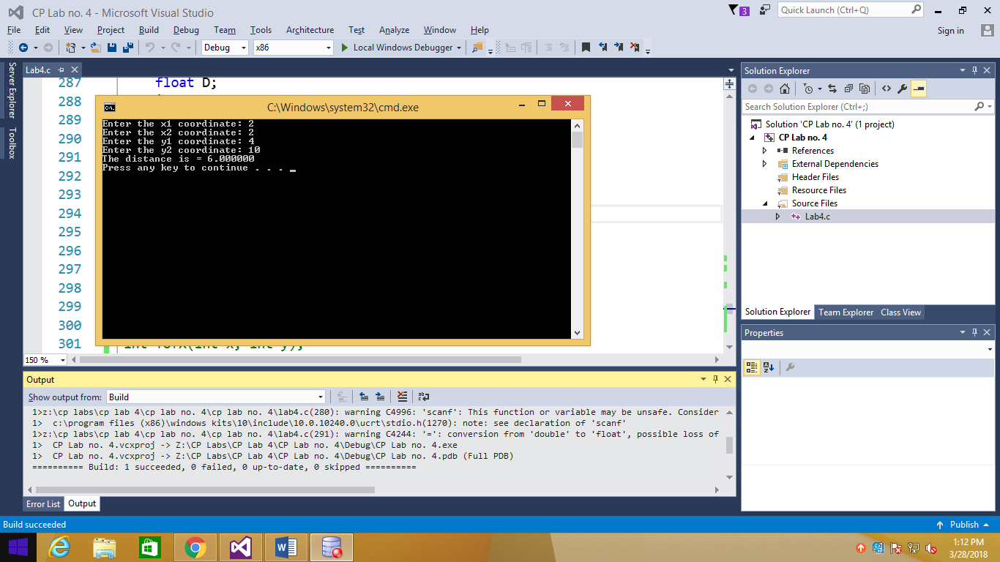 CP Lab no. 4 - Microsoft Visual Studio
3
Quick Launch (Ctrl+Q)
File Edit View Project Build Debug Team Tools Architecture Test Analyze Window Help
Sign in
Debug x86 Local Windows Debugger
Server Explorer
Toolbox
Lab4.c
287 float D;
288
289
290
291
292
293
294
295
296
297
298
299
300
301
150 %
C:\Windows\system32\cmd.exe
Enter the x1 coordinate: 2
Enter the x2 coordinate: 2
Enter the y1 coordinate: 4
Enter the y2 coordinate: 10
The distance is = 6.000000
Press any key to continue . . . _
Solution Explorer
Search Solution Explorer (Ctrl+;)
Solution 'CP Lab no. 4' (1 project)
CP Lab no. 4
References
External Dependencies
Header Files
Resource Files
Source Files
Lab4.c
Solution Explorer Team Explorer Class View
Properties
Output
Show output from: Build
1>z:\cp labs\cp lab 4\cp lab no. 4\cp lab no. 4\lab4.c(280): warning C4996: 'scanf': This function or variable may be unsafe. Consider
1>  c:\program files (x86)\windows kits\10\include\10.0.10240.0\ucrt\stdio.h(1270): note: see declaration of 'scanf'
1>z:\cp labs\cp lab 4\cp lab no. 4\cp lab no. 4\lab4.c(291): warning C4244: '=': conversion from 'double' to 'float', possible loss of
1>  CP Lab no. 4.vcxproj -> Z:\CP Labs\CP Lab 4\CP Lab no. 4\Debug\CP Lab no. 4.exe
1>  CP Lab no. 4.vcxproj -> Z:\CP Labs\CP Lab 4\CP Lab no. 4\Debug\CP Lab no. 4.pdb (Full PDB)
========== Build: 1 succeeded, 0 failed, 0 up-to-date, 0 skipped ==========
Error List Output
Build succeeded
Publish
1:12 PM
3/28/2018